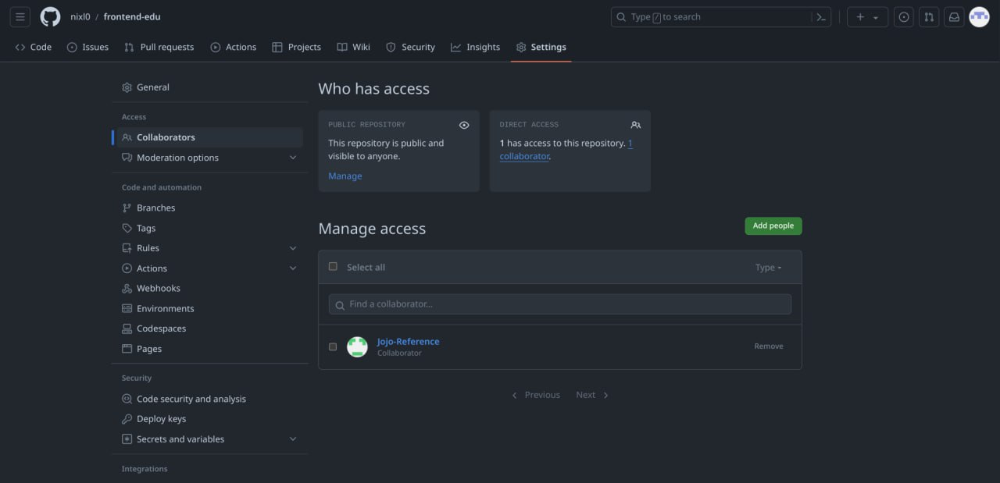 nixl0 / frontend-edu
Type / to search
Code
Issues
Pull requests
Actions
Projects
Wiki
Security
Insights
Settings
General
Access
Collaborators
Moderation options
Code and automation
Branches
Tags
Rules
Actions
Webhooks
Environments
Codespaces
Pages
Security
Code security and analysis
Deploy keys
Secrets and variables
Integrations
Who has access
PUBLIC REPOSITORY
This repository is public and
visible to anyone.
Manage
DIRECT ACCESS
1 has access to this repository. 1
collaborator.
Manage access
Add people
Select all
Type
Find a collaborator...
Jojo-Reference
Collaborator
Remove
Previous
Next